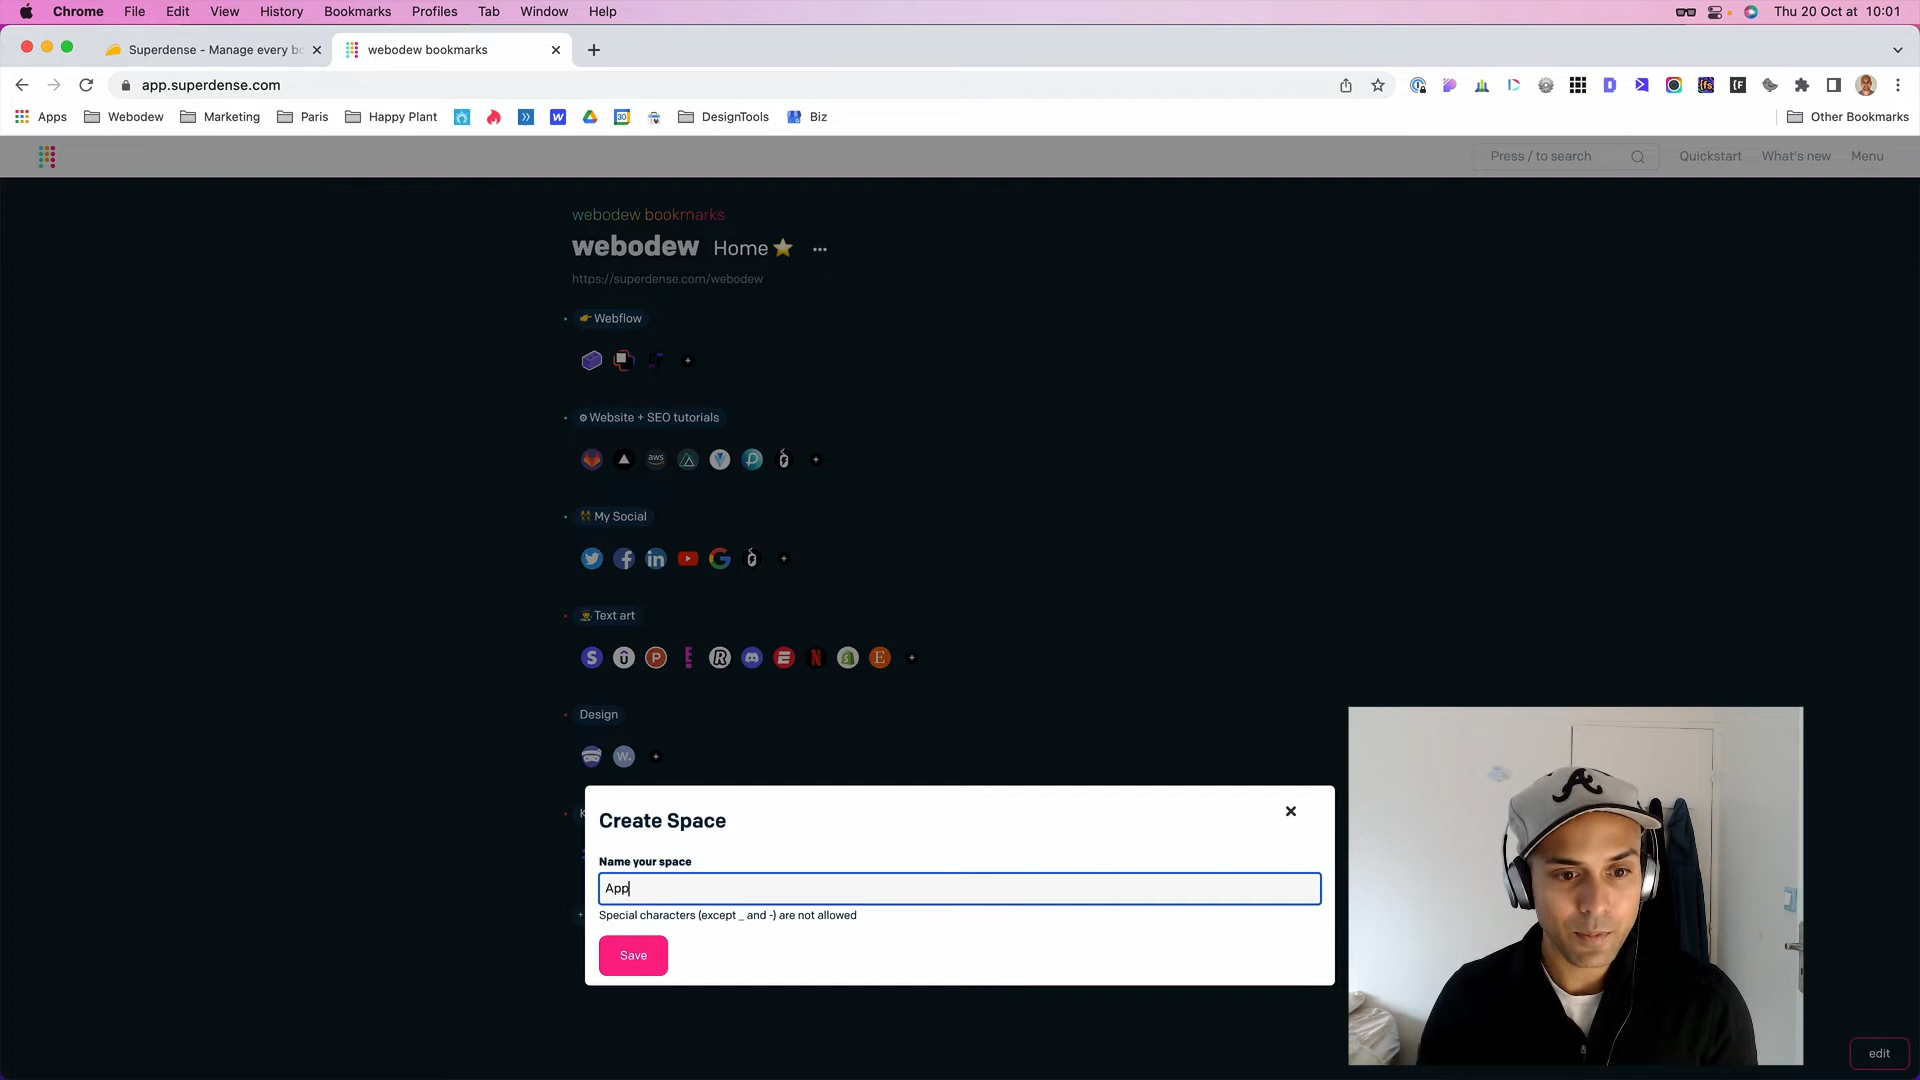 Chrome File Edit View History Bookmarks Profiles Tab Window Help Thu 20 Oct at 10:01
Superdense - Manage every bo webodew bookmarks
app.superdense.com
Apps Webodew Marketing Paris Happy Plant 30 W DesignTools Biz Other Bookmarks
Press / to search Quickstart What's new Menu
webodew bookmarks
webodew Home
https://superdense.com/webodew
Webflow
Website + SEO tutorials
aws
My Social
Text art
Design
W.
K
Create Space
Name your space
App
Special characters (except _ and -) are not allowed
Save
edit